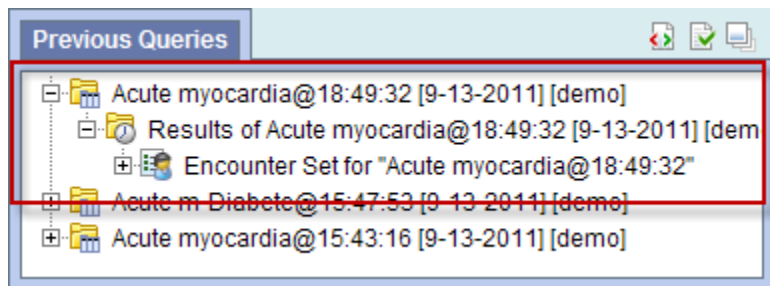 Previous Queries
Acute myocardia@18:49:32 [9-13-2011] [demo]
Results of Acute myocardia@18:49:32 [9-13-2011] [dem
Encounter Set for "Acute myocardia@18:49:32"
Acute m-Diabete@15:47:53 [9-13-2011] [demo]
Acute myocardia@15:43:16 [9-13-2011] [demo]